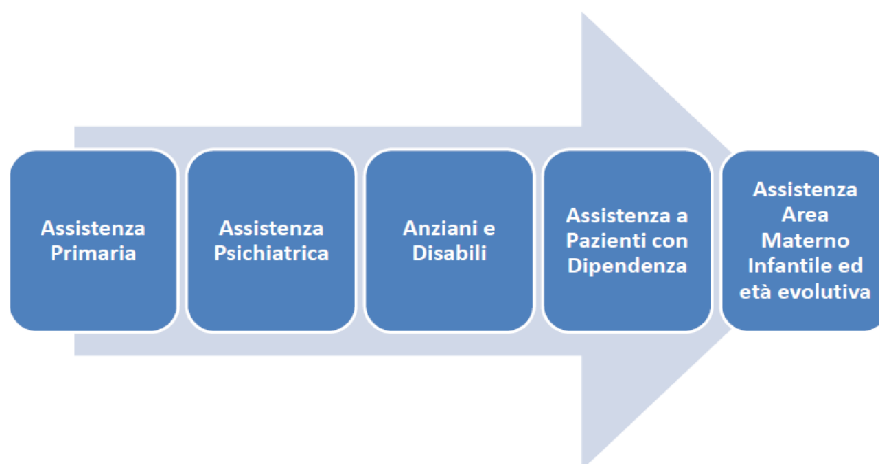 Assistenza
Primaria
Assistenza
Psichiatrica
Anziani e
Disabili
Assistenza a
Pazienti con
Dipendenza
Assistenza
Area
Materno
Infantile ed
età evolutiva